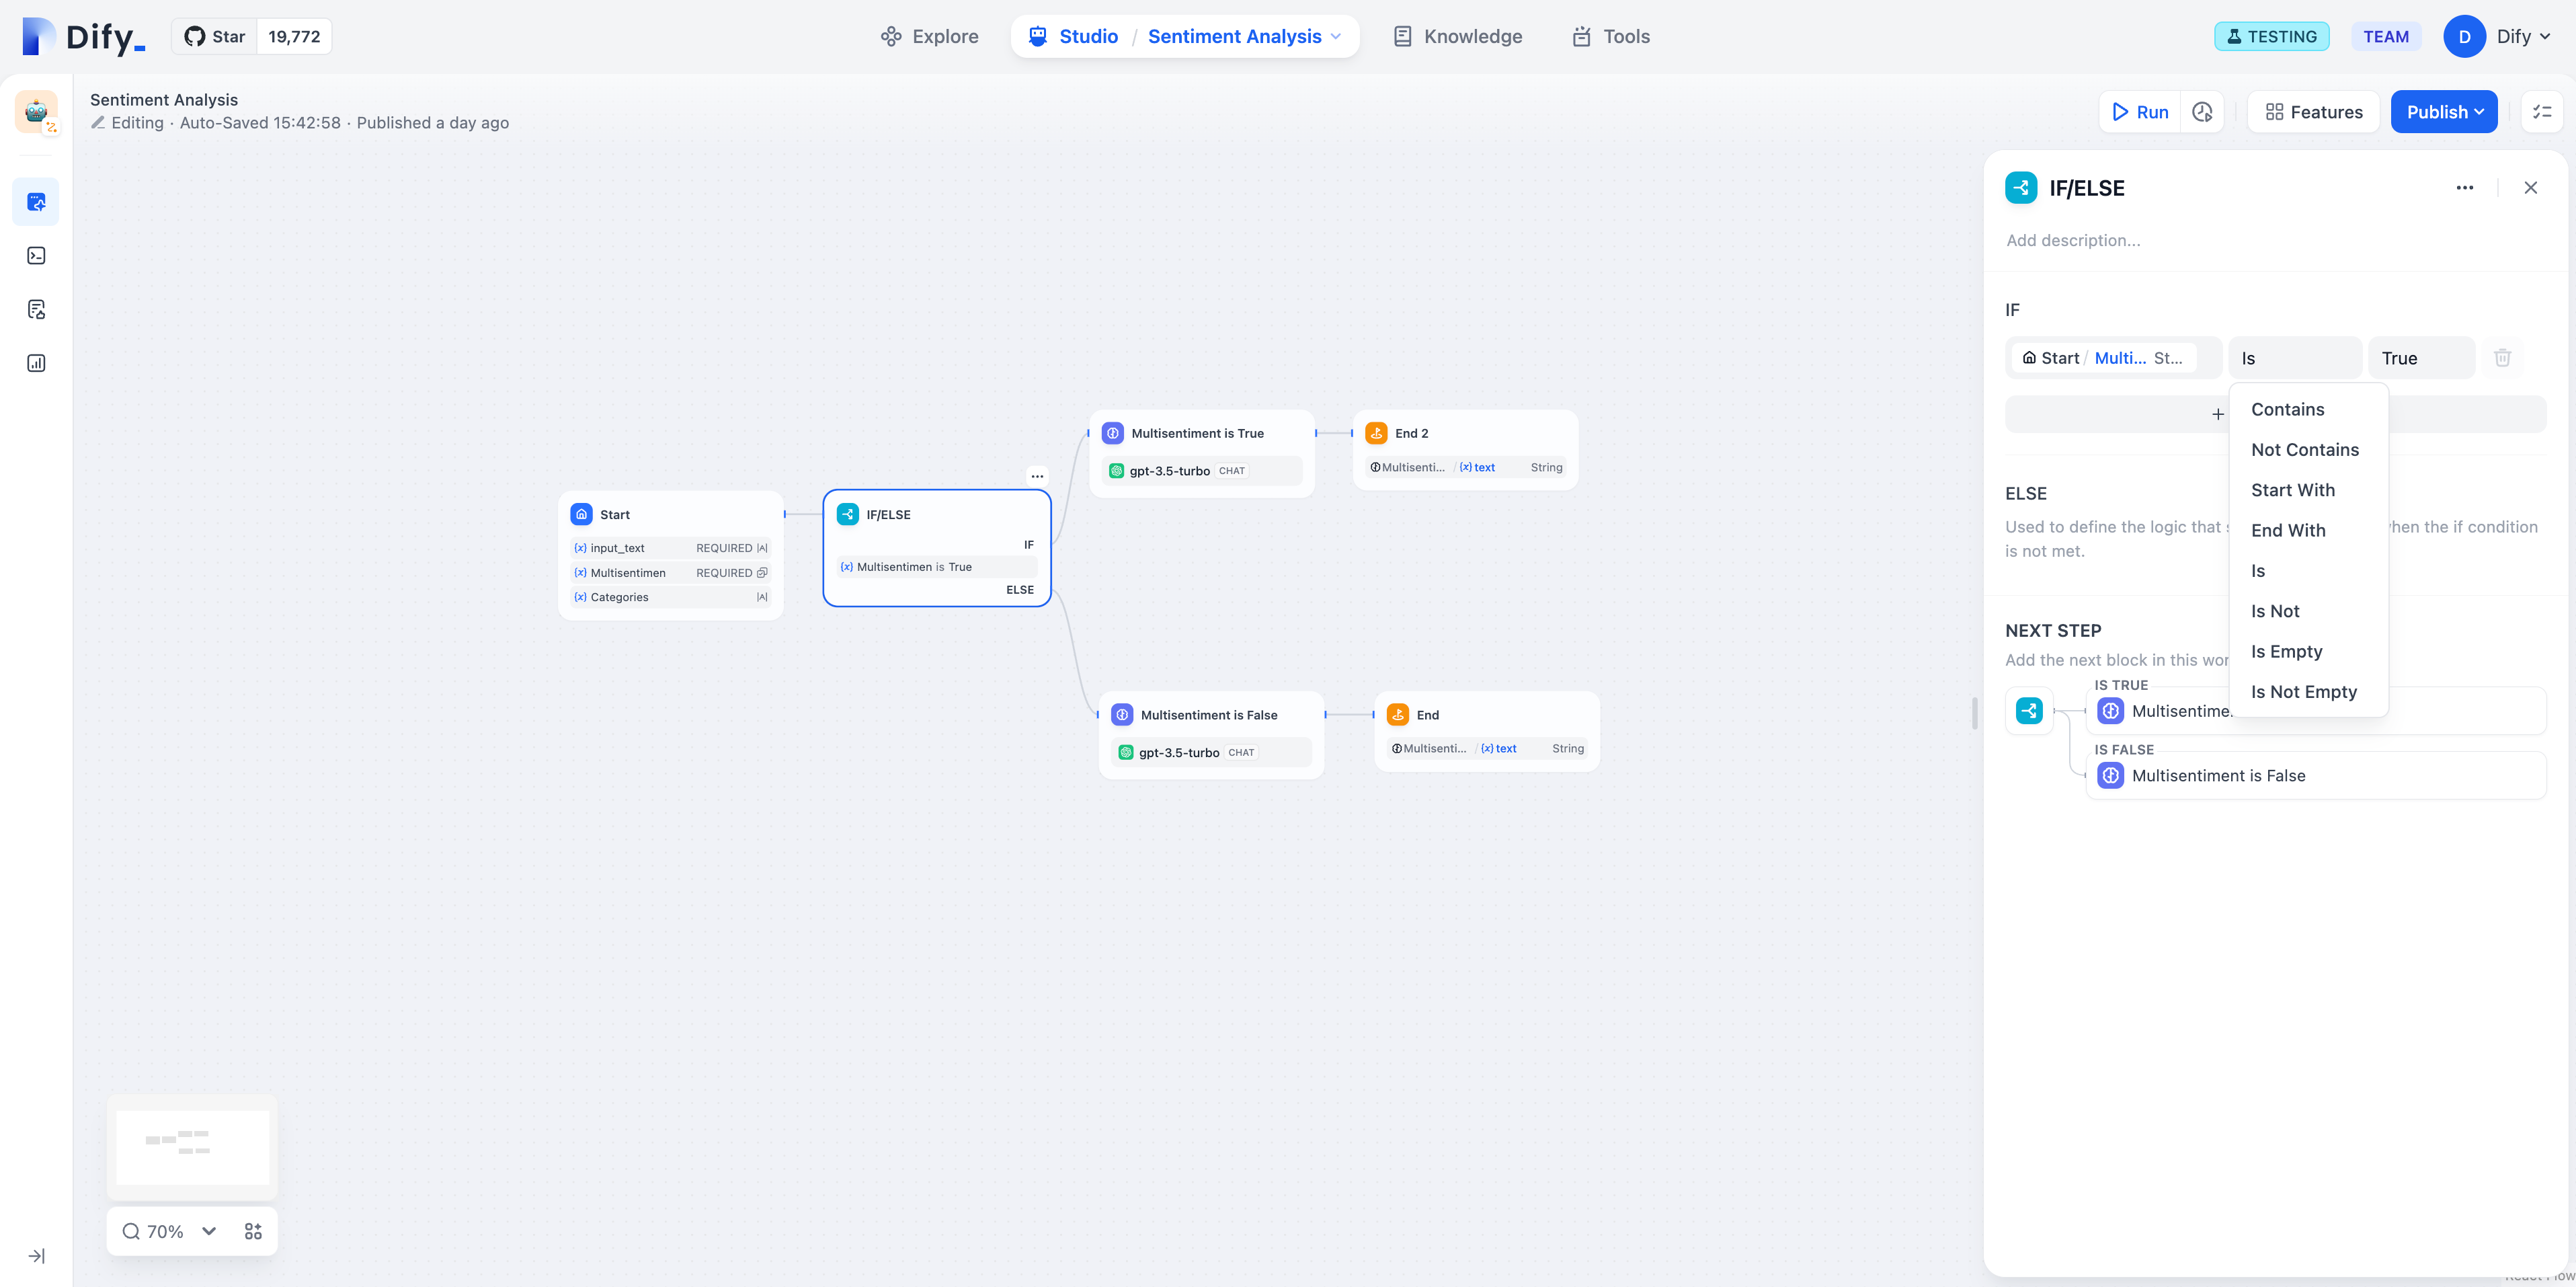 Dify_
Star 19,772
Explore
Studio / Sentiment Analysis
Knowledge
Tools
TESTING
TEAM
D Dify
Sentiment Analysis
Editing · Auto-Saved 15:42:58 · Published a day ago
Run
Features
Publish
Start
{x} input_text REQUIRED
{x} Multisentimen REQUIRED
{x} Categories
IF/ELSE
IF
{x} Multisentimen is True
ELSE
Multisentiment is True
gpt-3.5-turbo CHAT
End 2
Multisenti... / {x} text String
Multisentiment is False
gpt-3.5-turbo CHAT
End
Multisenti... / {x} text String
70%
IF/ELSE
Add description...
IF
Start / Multi... St... Is True
+
Contains
Not Contains
Start With
End With
Is
Is Not
Is Empty
Is Not Empty
ELSE
Used to define the logic that hen the if condition
is not met.
NEXT STEP
Add the next block in this wor
IS TRUE
Multisentime
IS FALSE
Multisentiment is False
React Flow